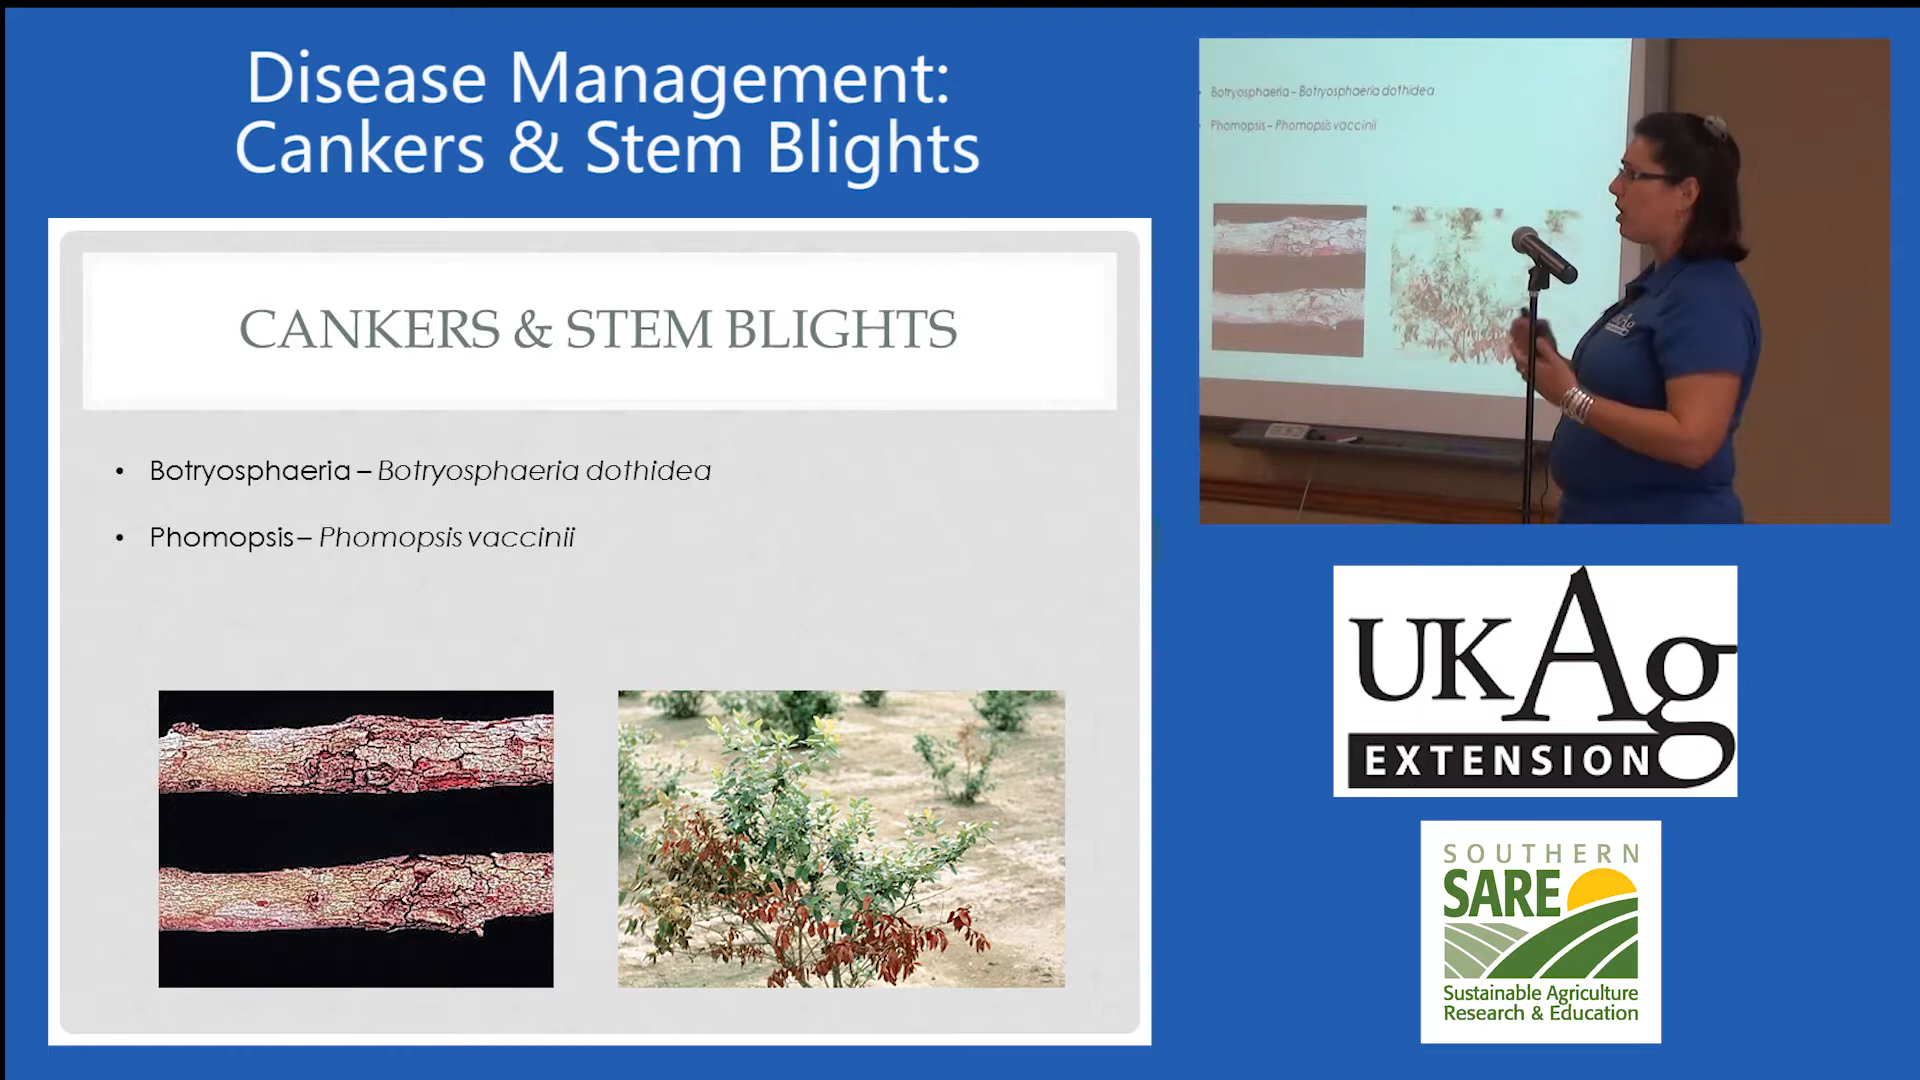 Disease Management:
Cankers & Stem Blights
CANKERS & STEM BLIGHTS
• Botryosphaeria – Botryosphaeria dothidea
• Phomopsis – Phomopsis vaccinii
• Botryosphaeria – Botryosphaeria dothidea
• Phomopsis – Phomopsis vaccinii
UKAg
UKAg
EXTENSION
SOUTHERN
SARE
Sustainable Agriculture
Research & Education